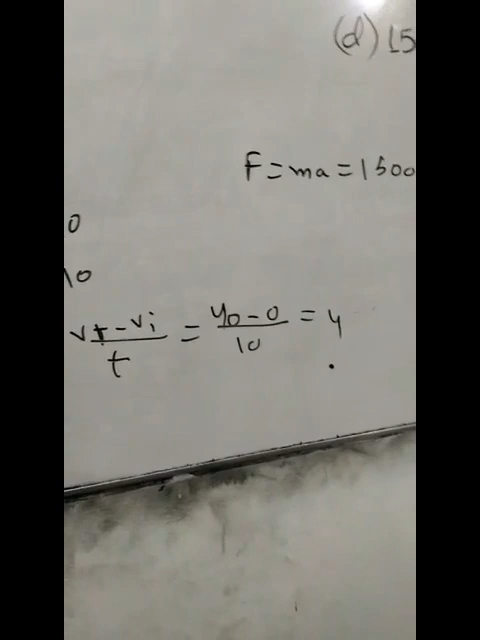 (d) 15
F = ma = 1500
0
10
vf - vi / t = 40 - 0 / 10 = 4